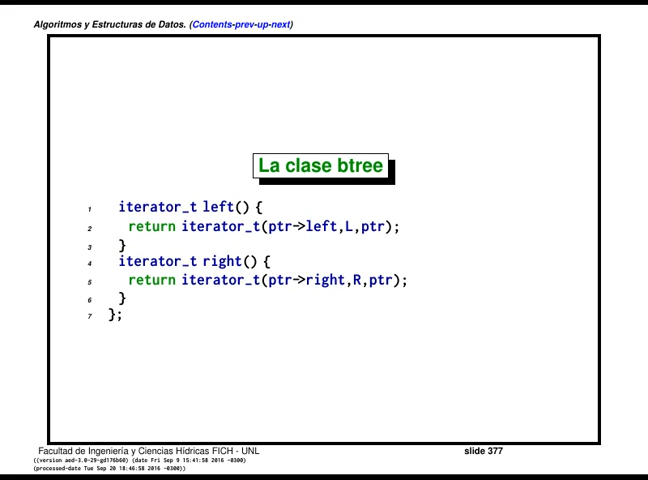 Algoritmos y Estructuras de Datos. (Contents-prev-up-next)
La clase btree
1 iterator_t left() {
2 return iterator_t(ptr->left,L,ptr);
3 }
4 iterator_t right() {
5 return iterator_t(ptr->right,R,ptr);
6 }
7 };
Facultad de Ingeniería y Ciencias Hídricas FICH - UNL slide 377
((version aed-3.0-29-gd176b60) (date Fri Sep 9 15:41:58 2016 -0300)
(processed-date Tue Sep 20 18:46:58 2016 -0300))